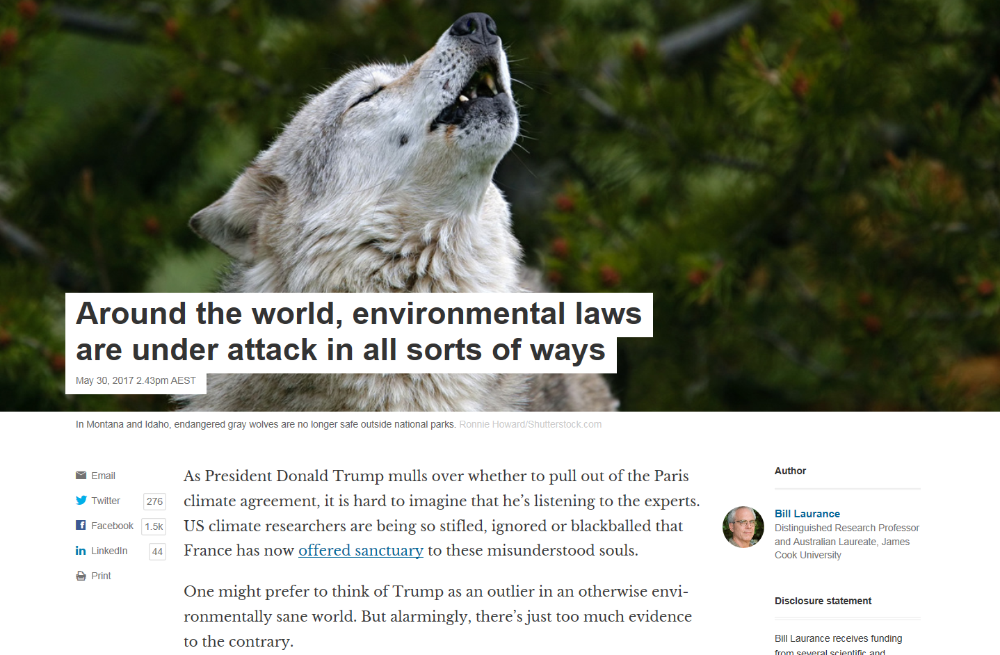 Around the world, environmental laws
are under attack in all sorts of ways
May 30, 2017 2.43pm AEST
In Montana and Idaho, endangered gray wolves are no longer safe outside national parks. Ronnie Howard/Shutterstock.com
Email
Twitter 276
Facebook 1.5k
LinkedIn 44
Print
As President Donald Trump mulls over whether to pull out of the Paris
climate agreement, it is hard to imagine that he’s listening to the experts.
US climate researchers are being so stifled, ignored or blackballed that
France has now offered sanctuary to these misunderstood souls.
One might prefer to think of Trump as an outlier in an otherwise envi-
ronmentally sane world. But alarmingly, there’s just too much evidence
to the contrary.
Author
Bill Laurance
Distinguished Research Professor
and Australian Laureate, James
Cook University
Disclosure statement
Bill Laurance receives funding
from several scientific and